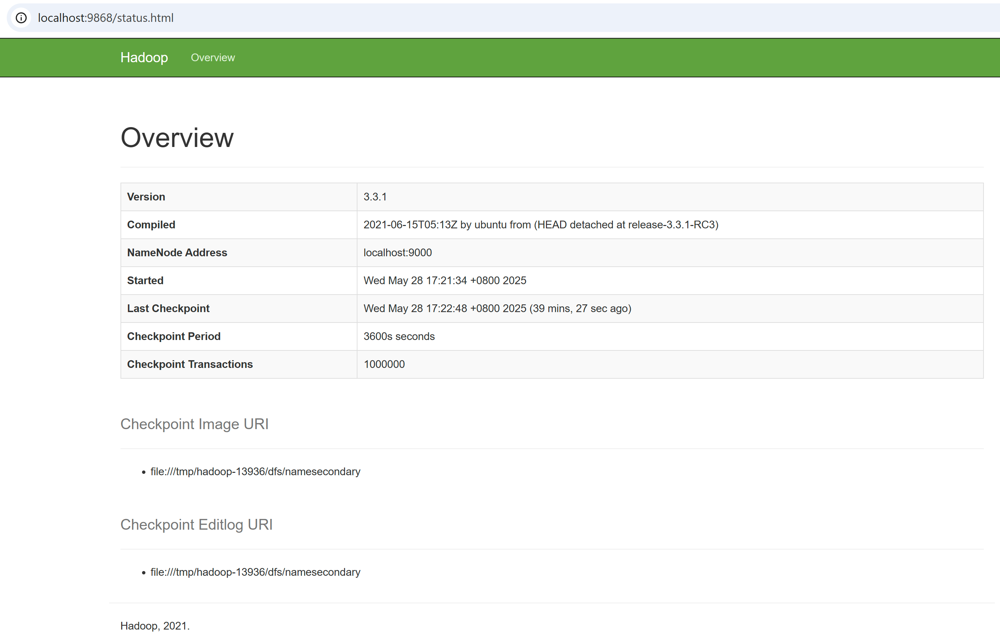 localhost:9868/status.html
Hadoop Overview
Overview
Version 3.3.1
Compiled 2021-06-15T05:13Z by ubuntu from (HEAD detached at release-3.3.1-RC3)
NameNode Address localhost:9000
Started Wed May 28 17:21:34 +0800 2025
Last Checkpoint Wed May 28 17:22:48 +0800 2025 (39 mins, 27 sec ago)
Checkpoint Period 3600s seconds
Checkpoint Transactions 1000000
Checkpoint Image URI
• file:///tmp/hadoop-13936/dfs/namesecondary
Checkpoint Editlog URI
• file:///tmp/hadoop-13936/dfs/namesecondary
Hadoop, 2021.